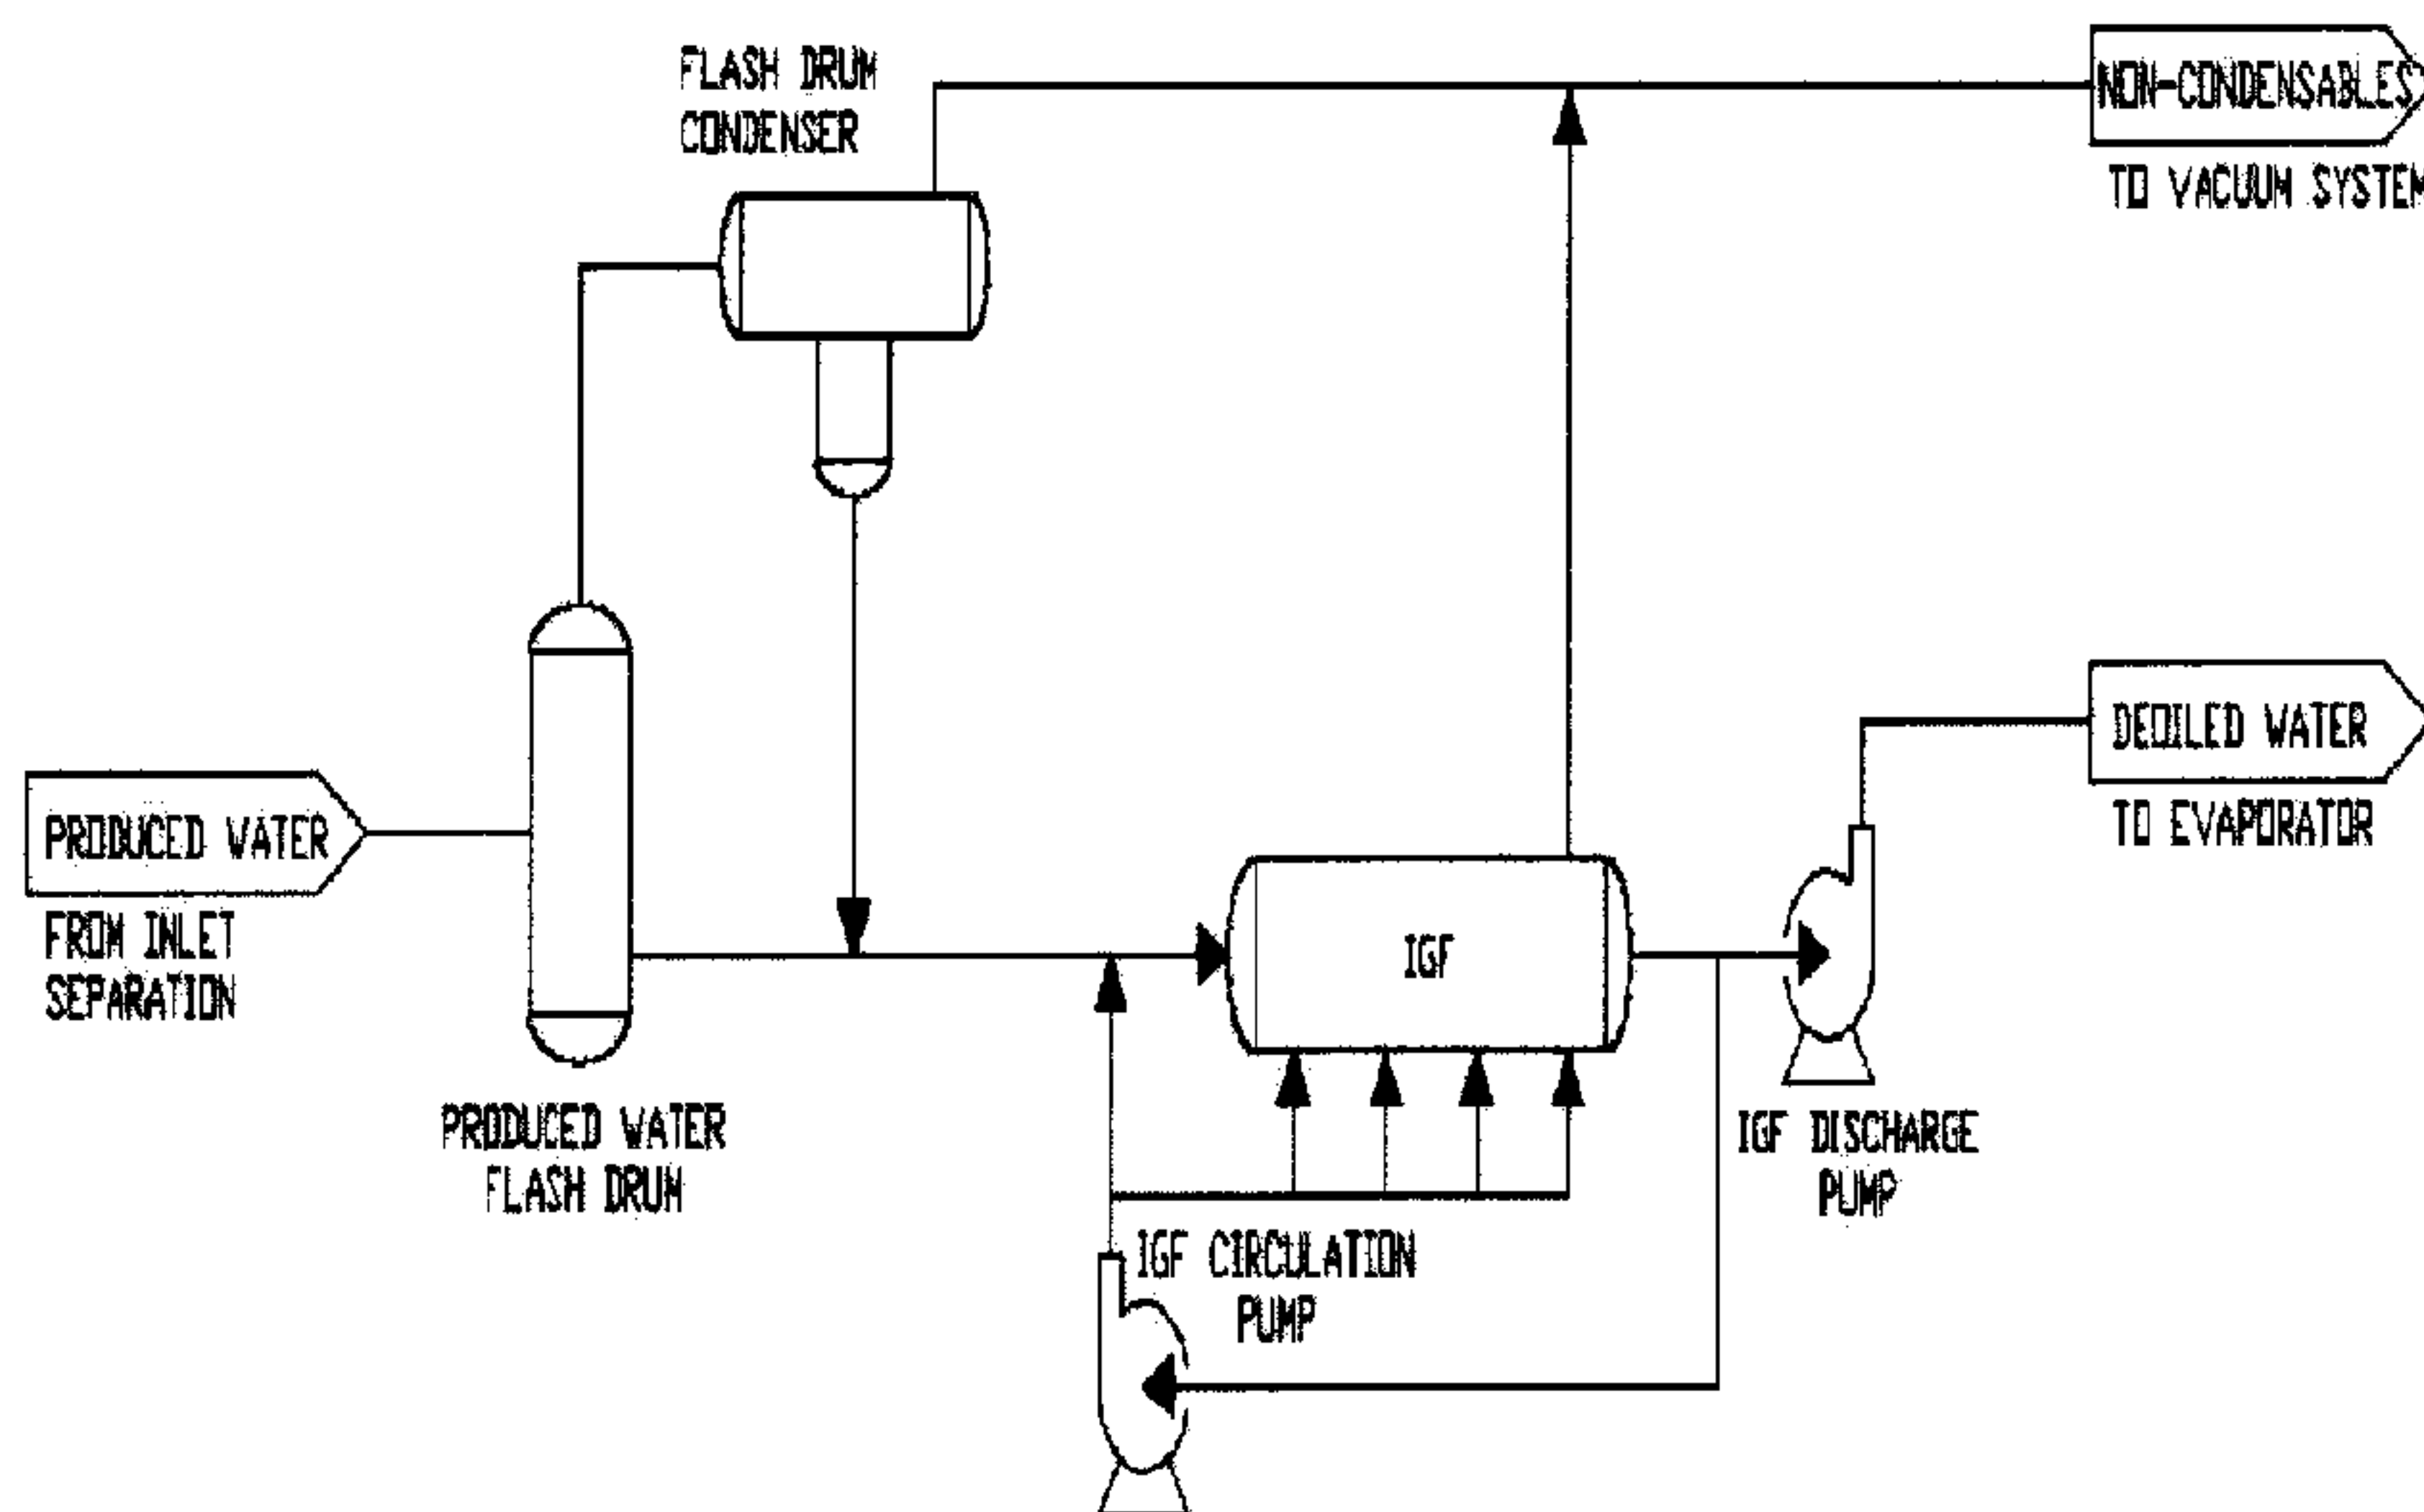 FLASH DRUM
CONDENSER
NON-CONDENSABLES
TO VACUUM SYSTEM
PRODUCED WATER
FROM INLET
SEPARATION
PRODUCED WATER
FLASH DRUM
IGF
DEOILED WATER
TO EVAPORATOR
IGF DISCHARGE
PUMP
IGF CIRCULATION
PUMP